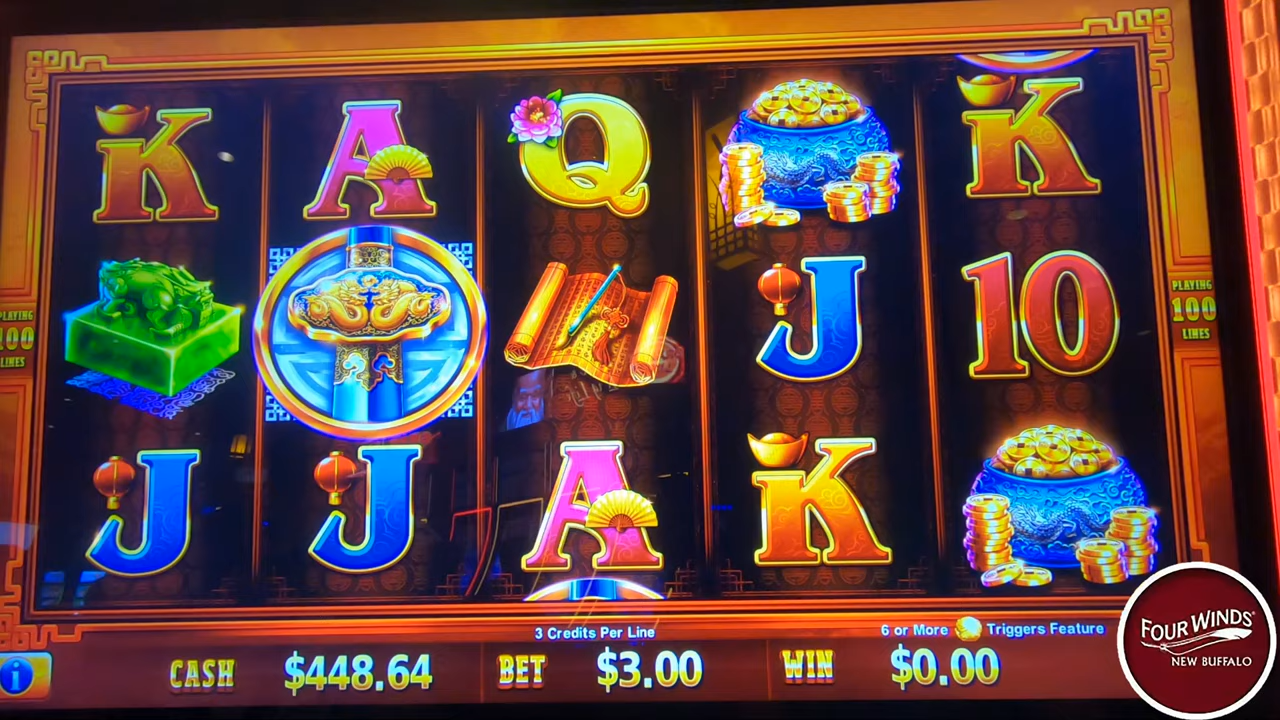 K A Q K
PLAYING
100
LINES
J 10
PLAYING
100
LINES
J J A K
3 Credits Per Line
6 or More Triggers Feature
i
CASH $448.64 BET $3.00 WIN $0.00
FOUR WINDS®
NEW BUFFALO